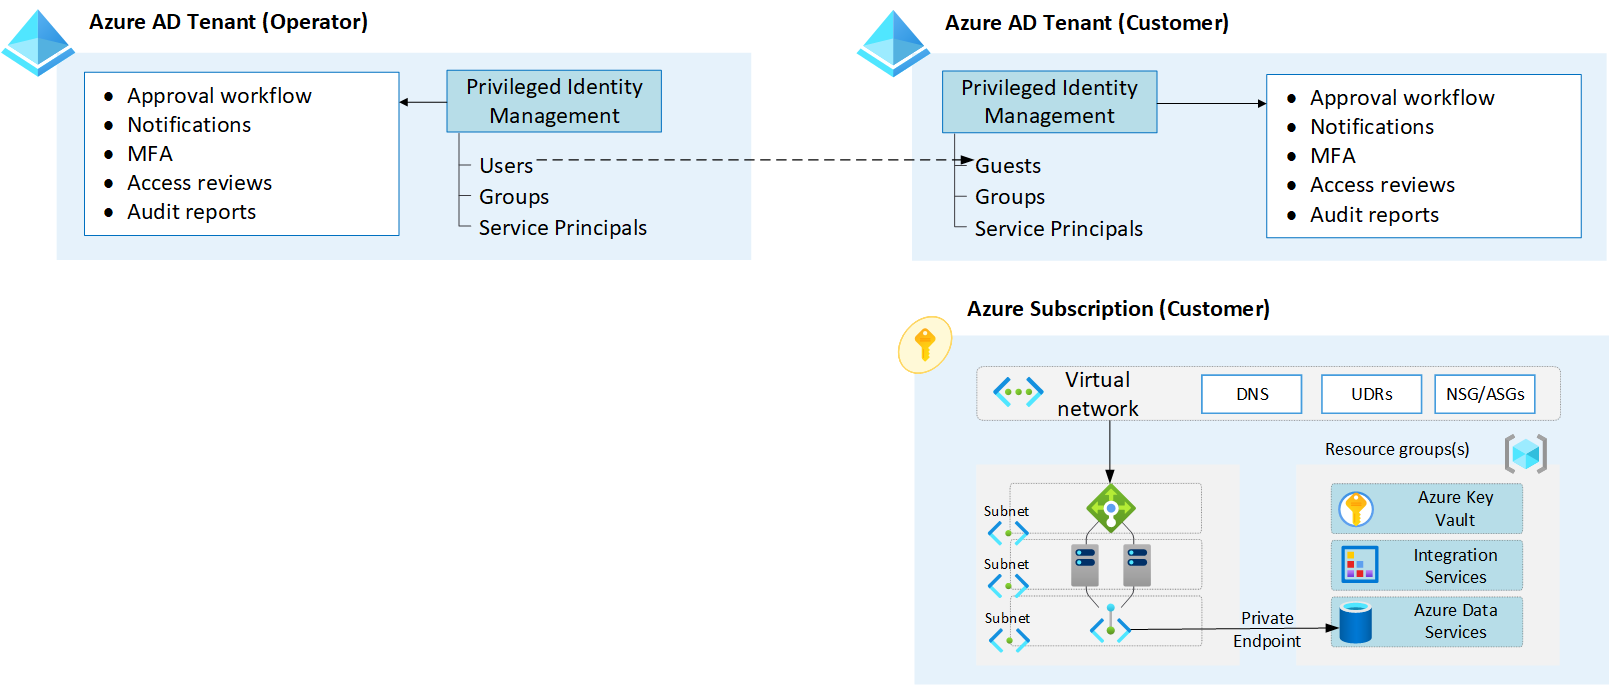 Azure AD Tenant (Operator)
• Approval workflow
• Notifications
• MFA
• Access reviews
• Audit reports
Privileged Identity
Management
Users
Groups
Service Principals
Azure AD Tenant (Customer)
Privileged Identity
Management
Guests
Groups
Service Principals
• Approval workflow
• Notifications
• MFA
• Access reviews
• Audit reports
Azure Subscription (Customer)
Virtual
network
DNS
UDRs
NSG/ASGs
Resource groups(s)
Subnet
Subnet
Subnet
Private
Endpoint
Azure Key
Vault
Integration
Services
Azure Data
Services